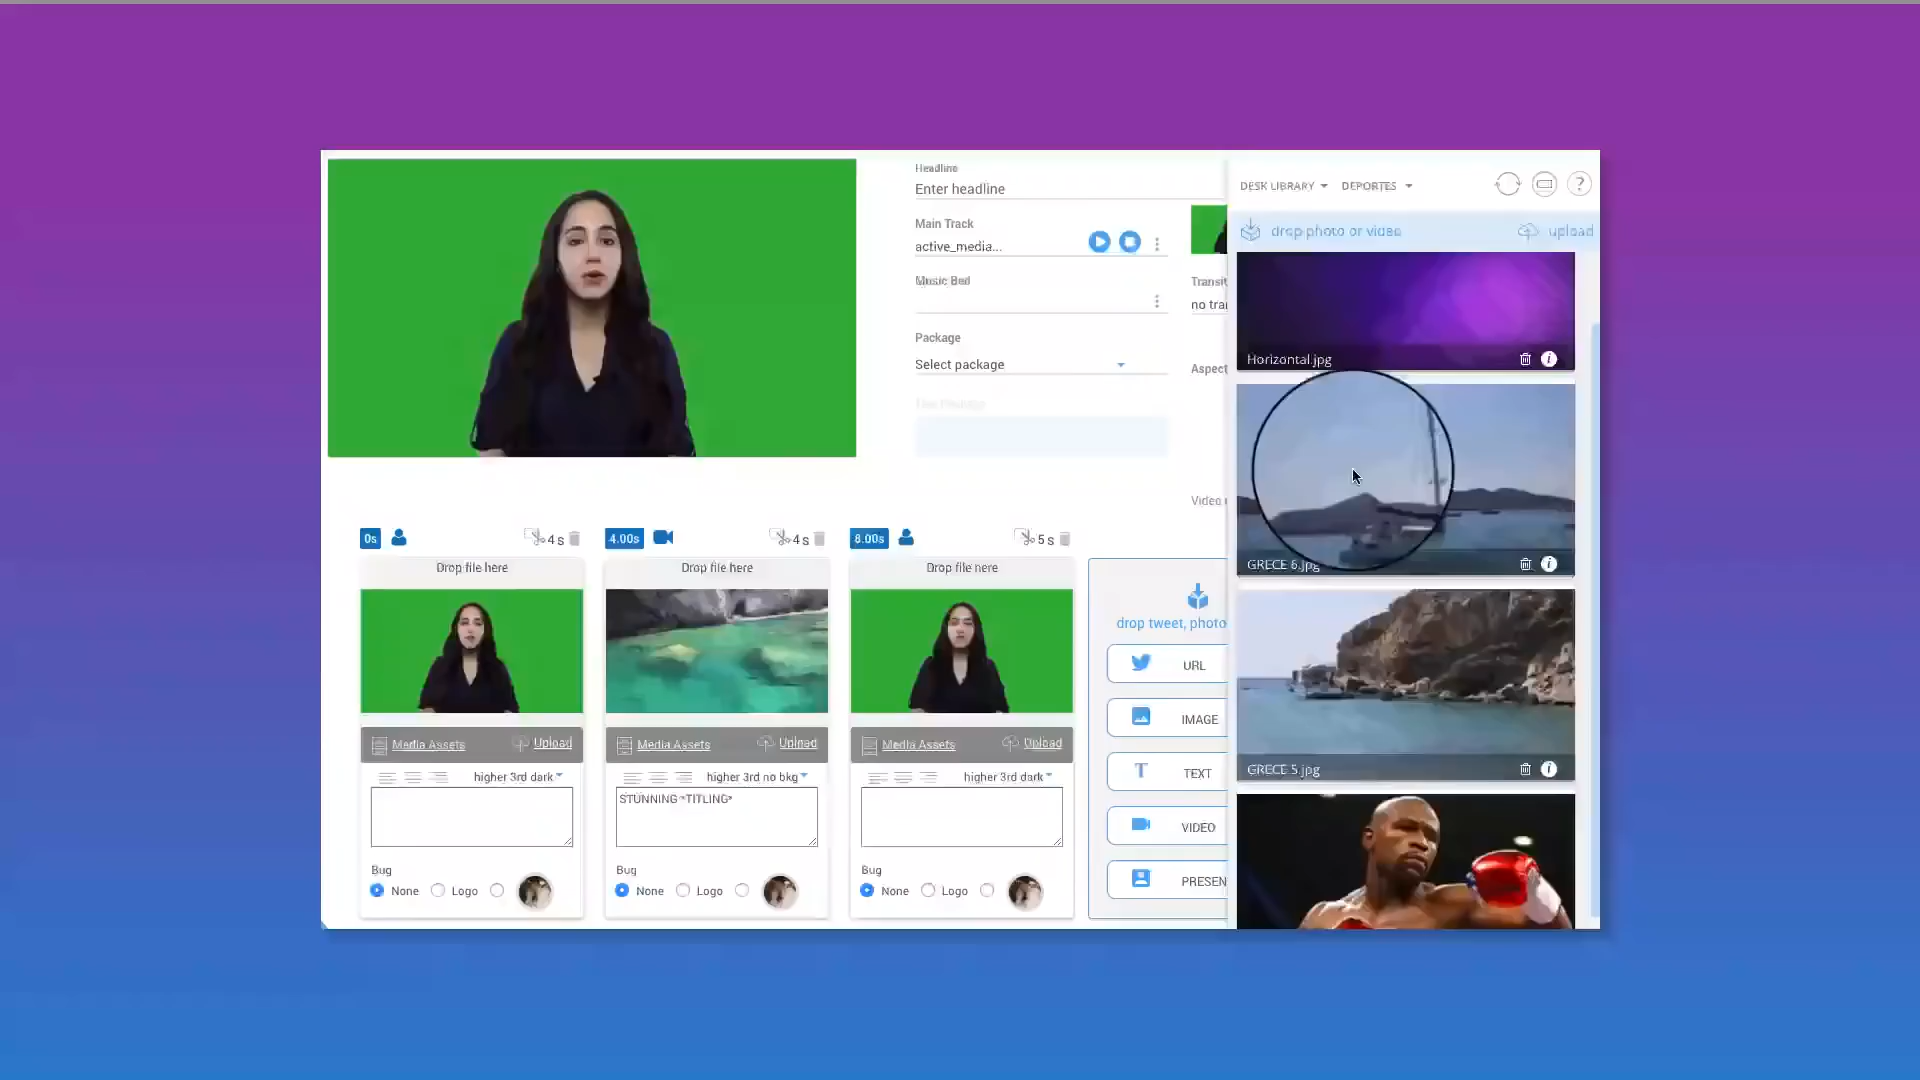 Headline
Enter headline
Main Track
active_media...
Music Bed
Package
Select package
Transit
no tra
Aspect
Video
DESK LIBRARY DEPORTES
?
drop photo or video upload
Horizontal.jpg
GRECE 6.jpg
GRECE 5.jpg
0s 4 s
Drop file here
Media Assets Upload
higher 3rd dark
Bug
None Logo
4.00s 4 s
Drop file here
Media Assets Upload
higher 3rd no bkg
STUNNING *TITLING*
Bug
None Logo
8.00s 5 s
Drop file here
Media Assets Upload
higher 3rd dark
Bug
None Logo
drop tweet, photo
URL
IMAGE
TEXT
VIDEO
PRESEN